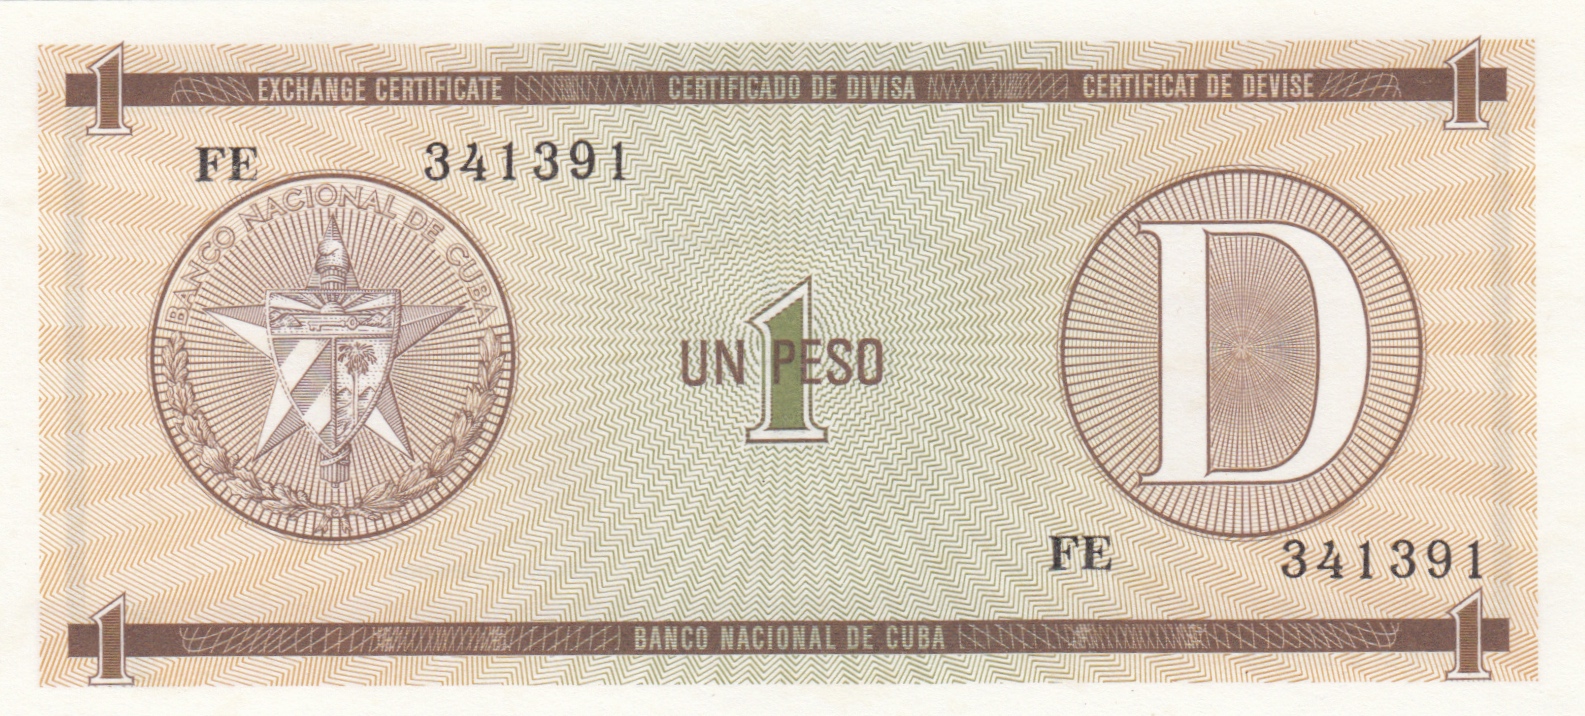 1 EXCHANGE CERTIFICATE CERTIFICADO DE DIVISA CERTIFICAT DE DEVISE 1
FE 341391
BANCO NACIONAL DE CUBA
D
UN 1 PESO
FE 341391
1 BANCO NACIONAL DE CUBA 1